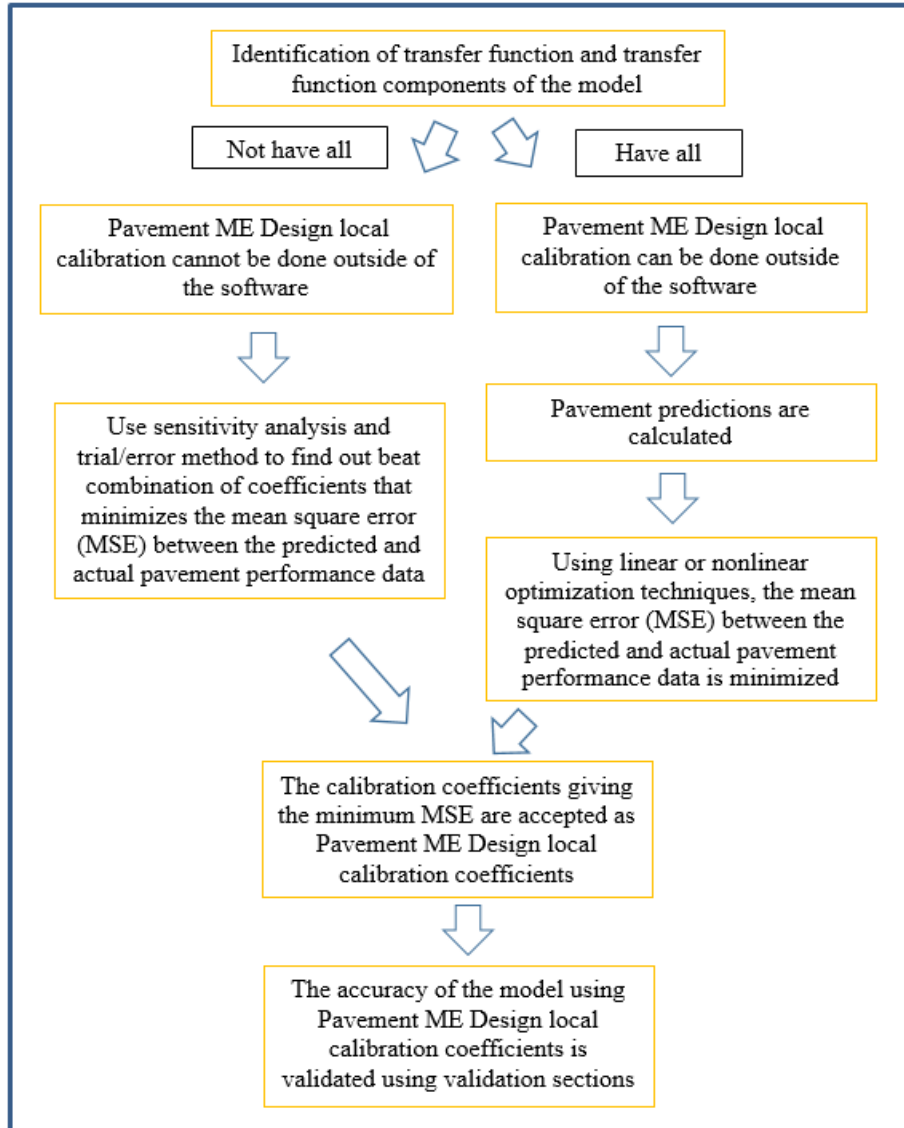 Identification of transfer function and transfer
function components of the model
Not have all
Have all
Pavement ME Design local
calibration cannot be done outside of
the software
Pavement ME Design local
calibration can be done outside
of the software
Use sensitivity analysis and
trial/error method to find out beat
combination of coefficients that
minimizes the mean square error
(MSE) between the predicted and
actual pavement performance data
Pavement predictions are
calculated
Using linear or nonlinear
optimization techniques, the mean
square error (MSE) between the
predicted and actual pavement
performance data is minimized
The calibration coefficients giving
the minimum MSE are accepted as
Pavement ME Design local
calibration coefficients
The accuracy of the model using
Pavement ME Design local
calibration coefficients is
validated using validation sections